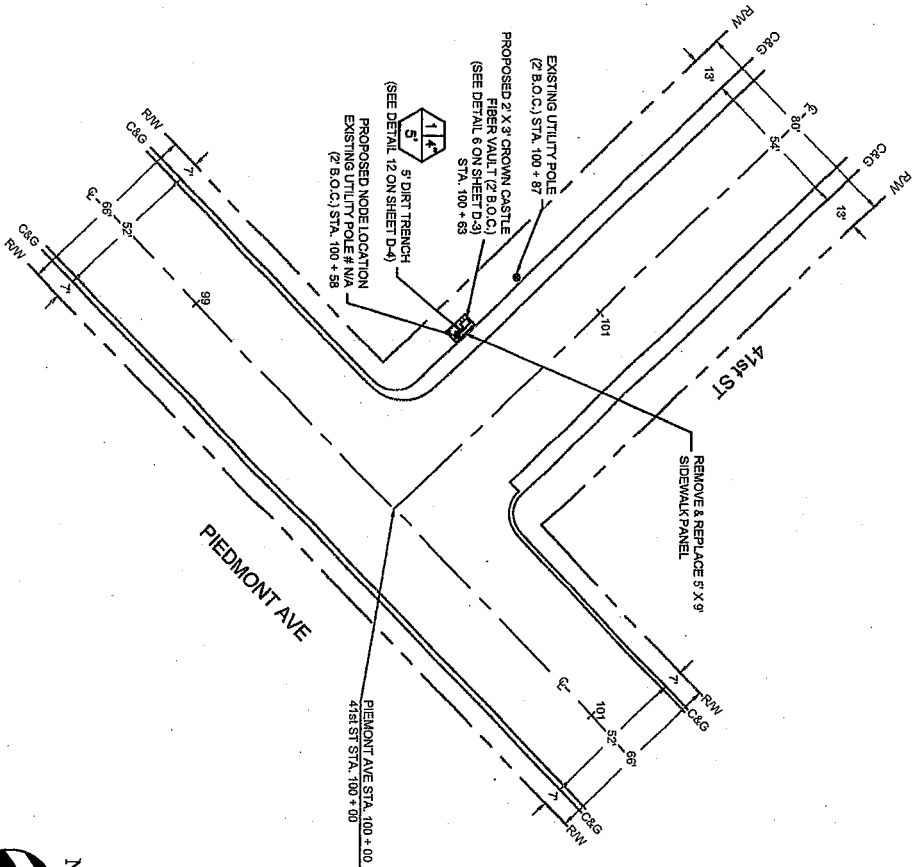 R/W
C&G
13'
80'
54'
℄
C&G
13'
R/W
EXISTING UTILITY POLE
(2' B.O.C.) STA. 100 + 87
PROPOSED 2' X 3' CROWN CASTLE
FIBER VAULT (2' B.O.C.)
(SEE DETAIL 6 ON SHEET D-3)
STA. 100 + 63
1 4"
5'
5' DIRT TRENCH
(SEE DETAIL 12 ON SHEET D-4)
PROPOSED NODE LOCATION
EXISTING UTILITY POLE # N/A
(2' B.O.C.) STA. 100 + 58
101
41st ST
REMOVE & REPLACE 5' X 9'
SIDEWALK PANEL
R/W
C&G
7'
℄
66'
52'
C&G
R/W
7'
99
PIEDMONT AVE
PIEMONT AVE STA. 100 + 00
41st ST STA. 100 + 00
℄
101
52'
66'
7'
R/W
C&G
7'
C&G
R/W
N